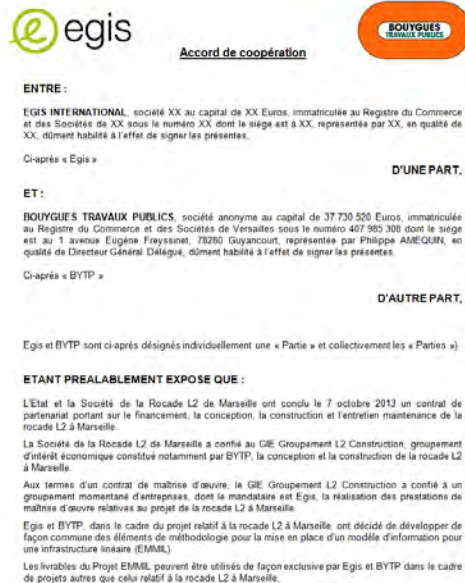 egis
BOUYGUES
TRAVAUX PUBLICS
Accord de coopération
ENTRE :
EGIS INTERNATIONAL, société XX au capital de XX Euros, immatriculée au Registre du Commerce
et des Sociétés de XX sous le numéro XX dont le siège est à XX, représentée par XX, en qualité de
XX, dûment habilité à l'effet de signer les présentes,
Ci-après « Egis »
D'UNE PART,
ET :
BOUYGUES TRAVAUX PUBLICS, société anonyme au capital de 37 730 520 Euros, immatriculée
au Registre du Commerce et des Sociétés de Versailles sous le numéro 407 985 308 dont le siège
est au 1 avenue Eugène Freyssinet, 78280 Guyancourt, représentée par Philippe AMEQUIN, en
qualité de Directeur Général Délégué, dûment habilité à l'effet de signer les présentes,
Ci-après « BYTP »
D'AUTRE PART,
Egis et BYTP sont ci-après désignés individuellement une « Partie » et collectivement les « Parties »)
ETANT PREALABLEMENT EXPOSE QUE :
L'Etat et la Société de la Rocade L2 de Marseille ont conclu le 7 octobre 2013 un contrat de
partenariat portant sur le financement, la conception, la construction et l'entretien maintenance de la
rocade L2 à Marseille.
La Société de la Rocade L2 de Marseille a confié au GIE Groupement L2 Construction, groupement
d'intérêt économique constitué notamment par BYTP, la conception et la construction de la rocade L2
à Marseille.
Aux termes d'un contrat de maîtrise d'œuvre, le GIE Groupement L2 Construction a confié à un
groupement momentané d'entreprises, dont le mandataire est Egis, la réalisation des prestations de
maîtrise d'œuvre relatives au projet de la rocade L2 à Marseille.
Egis et BYTP, dans le cadre du projet relatif à la rocade L2 à Marseille, ont décidé de développer de
façon commune des éléments de méthodologie pour la mise en place d'un modèle d'information pour
une infrastructure linéaire (EMMIL).
Les livrables du Projet EMMIL peuvent être utilisés de façon exclusive par Egis et BYTP dans le cadre
de projets autres que celui relatif à la rocade L2 à Marseille.